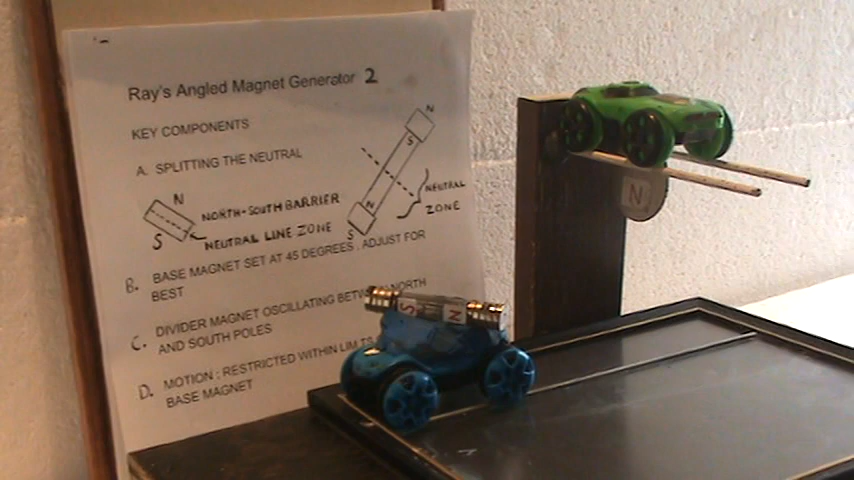 Ray's Angled Magnet Generator 2
KEY COMPONENTS
A. SPLITTING THE NEUTRAL
N
S
NORTH-SOUTH BARRIER
NEUTRAL LINE ZONE
N
S
N
S
NEUTRAL
ZONE
B. BASE MAGNET SET AT 45 DEGREES . ADJUST FOR
BEST
C. DIVIDER MAGNET OSCILLATING NORTH
AND SOUTH POLES
D. MOTION : RESTRICTED WITHIN
BASE MAGNET
S N
N